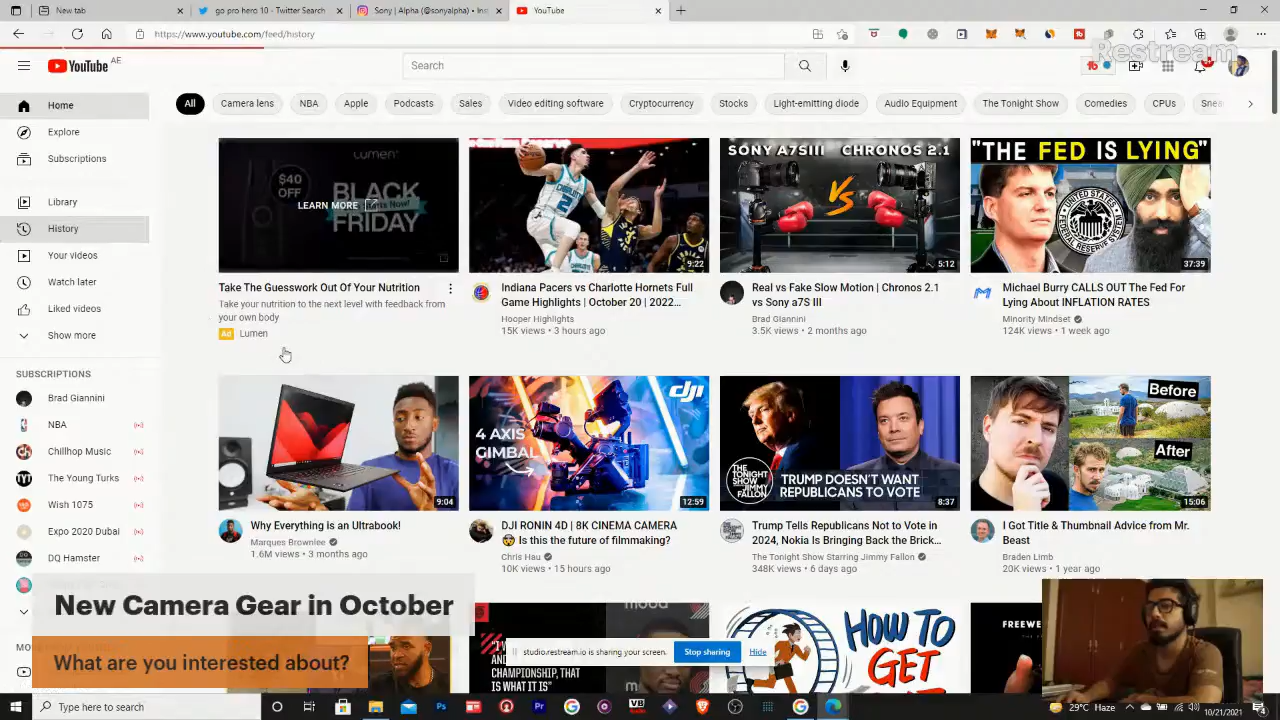 New tab
go pro hero 10 - Twitter Search
Sony | Alpha (@sonyalpha) • Ins
YouTube
https://www.youtube.com/feed/history
Restream
YouTube AE
Search
Home
Explore
Subscriptions
Library
History
Your videos
Watch later
Liked videos
Show more
SUBSCRIPTIONS
Brad Giannini
NBA
Chillhop Music
The Young Turks
Wish 1075
Expo 2020 Dubai
DQ Hamster
All
Camera lens
NBA
Apple
Podcasts
Sales
Video editing software
Cryptocurrency
Stocks
Light-emitting diode
Audio Equipment
The Tonight Show
Comedies
CPUs
Snea
LUMEN
$40
OFF
BLACK
FRIDAY
LEARN MORE
Take The Guesswork Out Of Your Nutrition
Take your nutrition to the next level with feedback from
your own body
Ad Lumen
9:22
Indiana Pacers vs Charlotte Hornets Full
Game Highlights | October 20 | 2022...
Hooper Highlights
15K views • 3 hours ago
SONY A7SIII CHRONOS 2.1
VS
5:12
Real vs Fake Slow Motion | Chronos 2.1
vs Sony a7S III
Brad Giannini
3.5K views • 2 months ago
"THE FED IS LYING"
37:39
Michael Burry CALLS OUT The Fed For
Lying About INFLATION RATES
Minority Mindset
124K views • 1 week ago
9:04
Why Everything is an Ultrabook!
Marques Brownlee
1.6M views • 3 months ago
dji
4 AXIS
GIMBAL
12:59
DJI RONIN 4D | 8K CINEMA CAMERA
😳 Is this the future of filmmaking?
Chris Hau
10K views • 15 hours ago
THE TONIGHT SHOW
TRUMP DOESN'T WANT
REPUBLICANS TO VOTE
8:37
Trump Tells Republicans Not to Vote in
2024, Nokia Is Bringing Back the Brick...
The Tonight Show Starring Jimmy Fallon
348K views • 6 days ago
Before
After
15:06
I Got Title & Thumbnail Advice from Mr.
Beast
Braden Limb
20K views • 1 year ago
New Camera Gear in October
What are you interested about?
mood
CHAMPIONSHIP, THAT
IS WHAT IT IS"
HOW TO
GET
FREEWE
studio.restream.io is sharing your screen.
Stop sharing
Hide
Type here to search
29°C Haze
10/21/2021